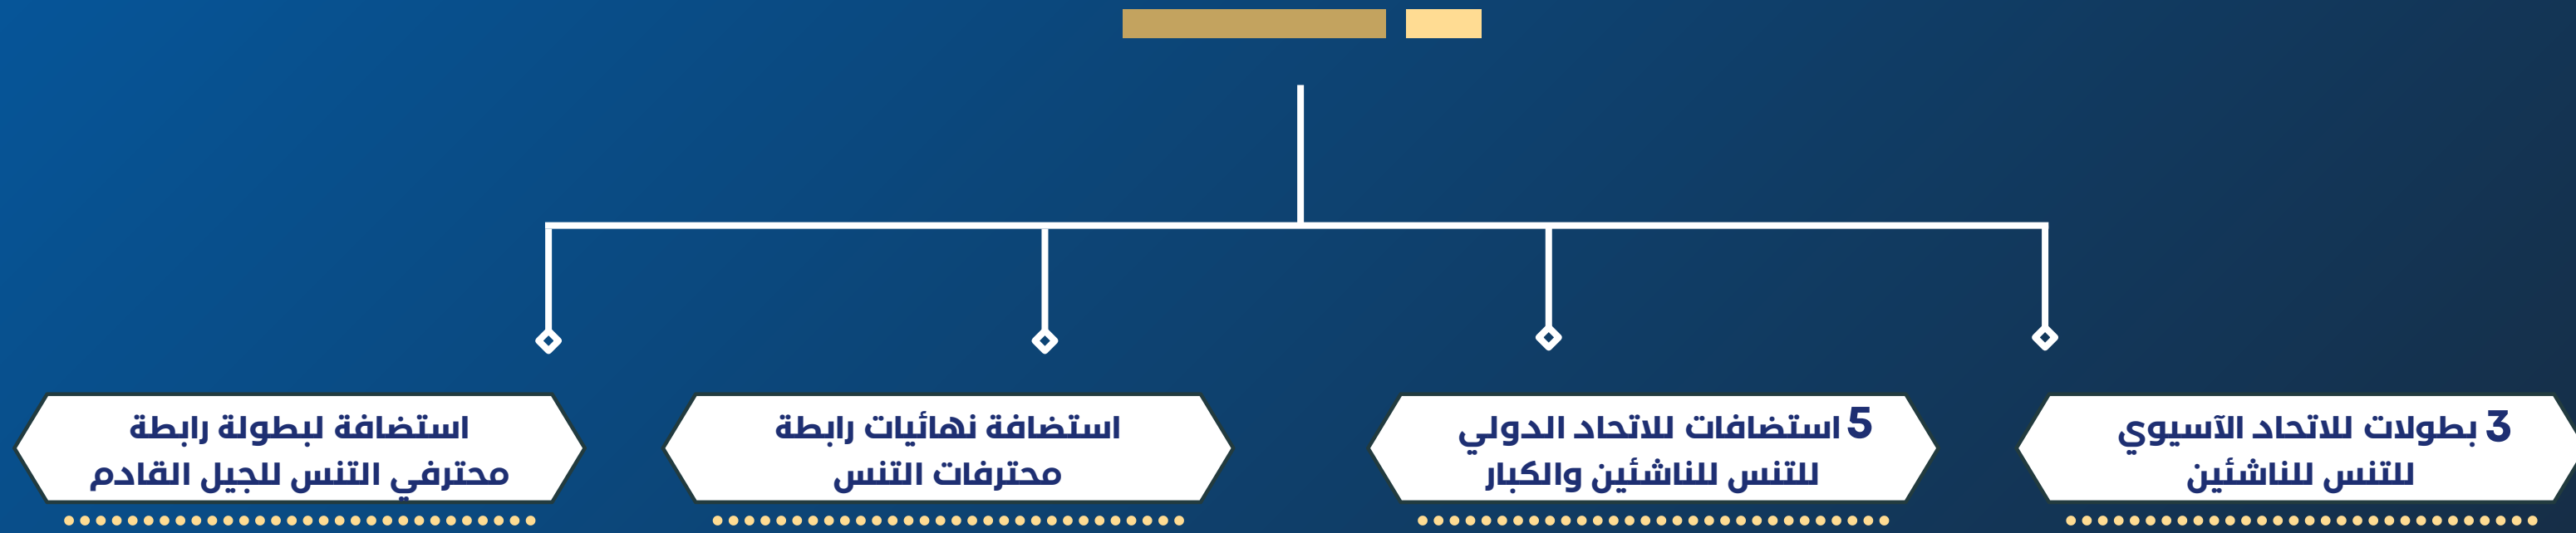 3 بطولات للاتحاد الآسيوي
للتنس للناشئين
5 استضافات للاتحاد الدولي
للتنس للناشئين والكبار
استضافة نهائيات رابطة
محترفات التنس
استضافة لبطولة رابطة
محترفي التنس للجيل القادم